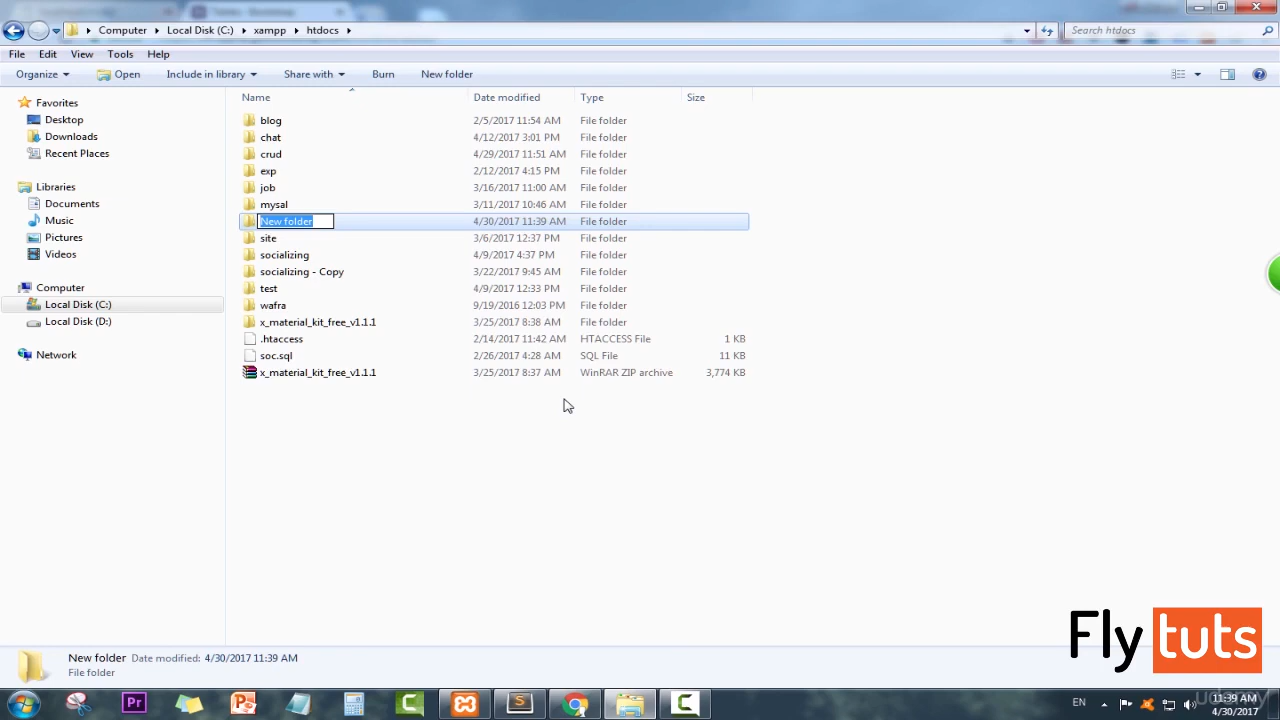 Computer Local Disk (C:) xampp htdocs Search htdocs
File Edit View Tools Help
Organize Open Include in library Share with Burn New folder
Name Date modified Type Size
Favorites
Desktop
Downloads
Recent Places
Libraries
Documents
Music
Pictures
Videos
Computer
Local Disk (C:)
Local Disk (D:)
Network
blog 2/5/2017 11:54 AM File folder
chat 4/12/2017 3:01 PM File folder
crud 4/29/2017 11:51 AM File folder
exp 2/12/2017 4:15 PM File folder
job 3/16/2017 11:00 AM File folder
mysal 3/11/2017 10:46 AM File folder
New folder 4/30/2017 11:39 AM File folder
site 3/6/2017 12:37 PM File folder
socializing 4/9/2017 4:37 PM File folder
socializing - Copy 3/22/2017 9:45 AM File folder
test 4/9/2017 12:33 PM File folder
wafra 9/19/2016 12:03 PM File folder
x_material_kit_free_v1.1.1 3/25/2017 8:38 AM File folder
.htaccess 2/14/2017 11:42 AM HTACCESS File 1 KB
soc.sql 2/26/2017 4:28 AM SQL File 11 KB
x_material_kit_free_v1.1.1 3/25/2017 8:37 AM WinRAR ZIP archive 3,774 KB
Fly tuts
New folder Date modified: 4/30/2017 11:39 AM
File folder
Pr
EN
11:39 AM
4/30/2017
udemy